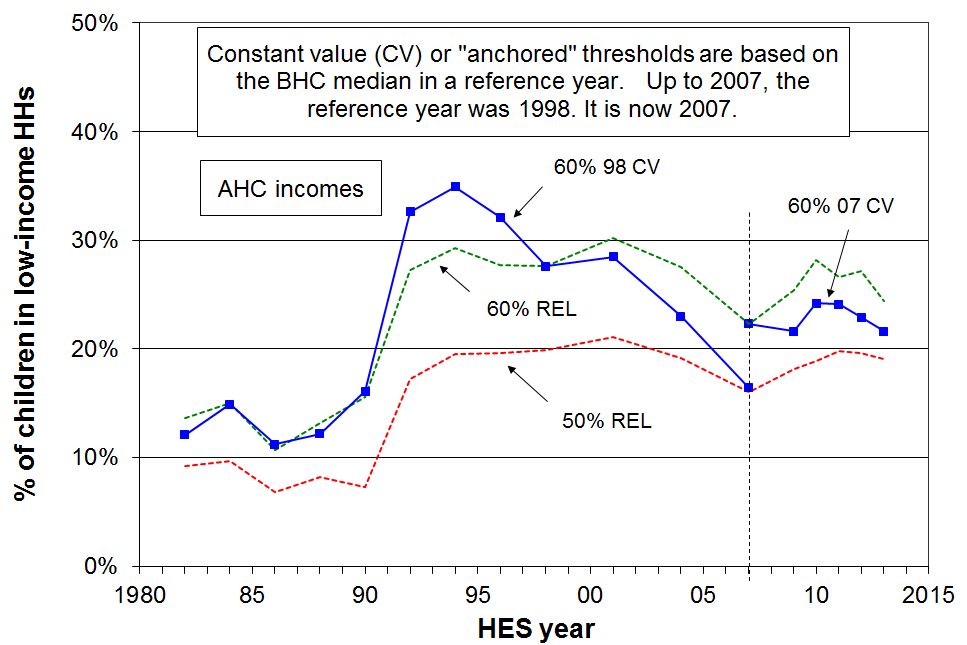 50%
Constant value (CV) or "anchored" thresholds are based on
the BHC median in a reference year. Up to 2007, the
reference year was 1998. It is now 2007.
40%
AHC incomes
60% 98 CV
60% 07 CV
30%
60% REL
20%
50% REL
10%
0%
% of children in low-income HHs
1980 85 90 95 00 05 10 2015
HES year